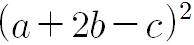 (a + 2b − c)²